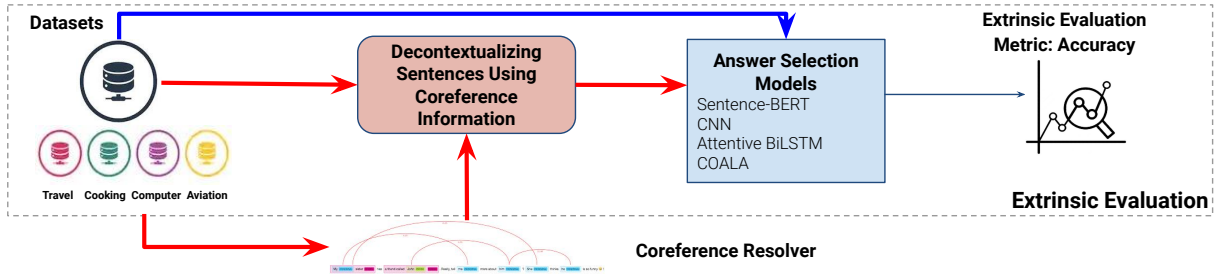 Datasets
Travel
Cooking
Computer
Aviation
Decontextualizing
Sentences Using
Coreference
Information
Answer Selection
Models
Sentence-BERT
CNN
Attentive BiLSTM
COALA
Extrinsic Evaluation
Metric: Accuracy
Extrinsic Evaluation
Coreference Resolver